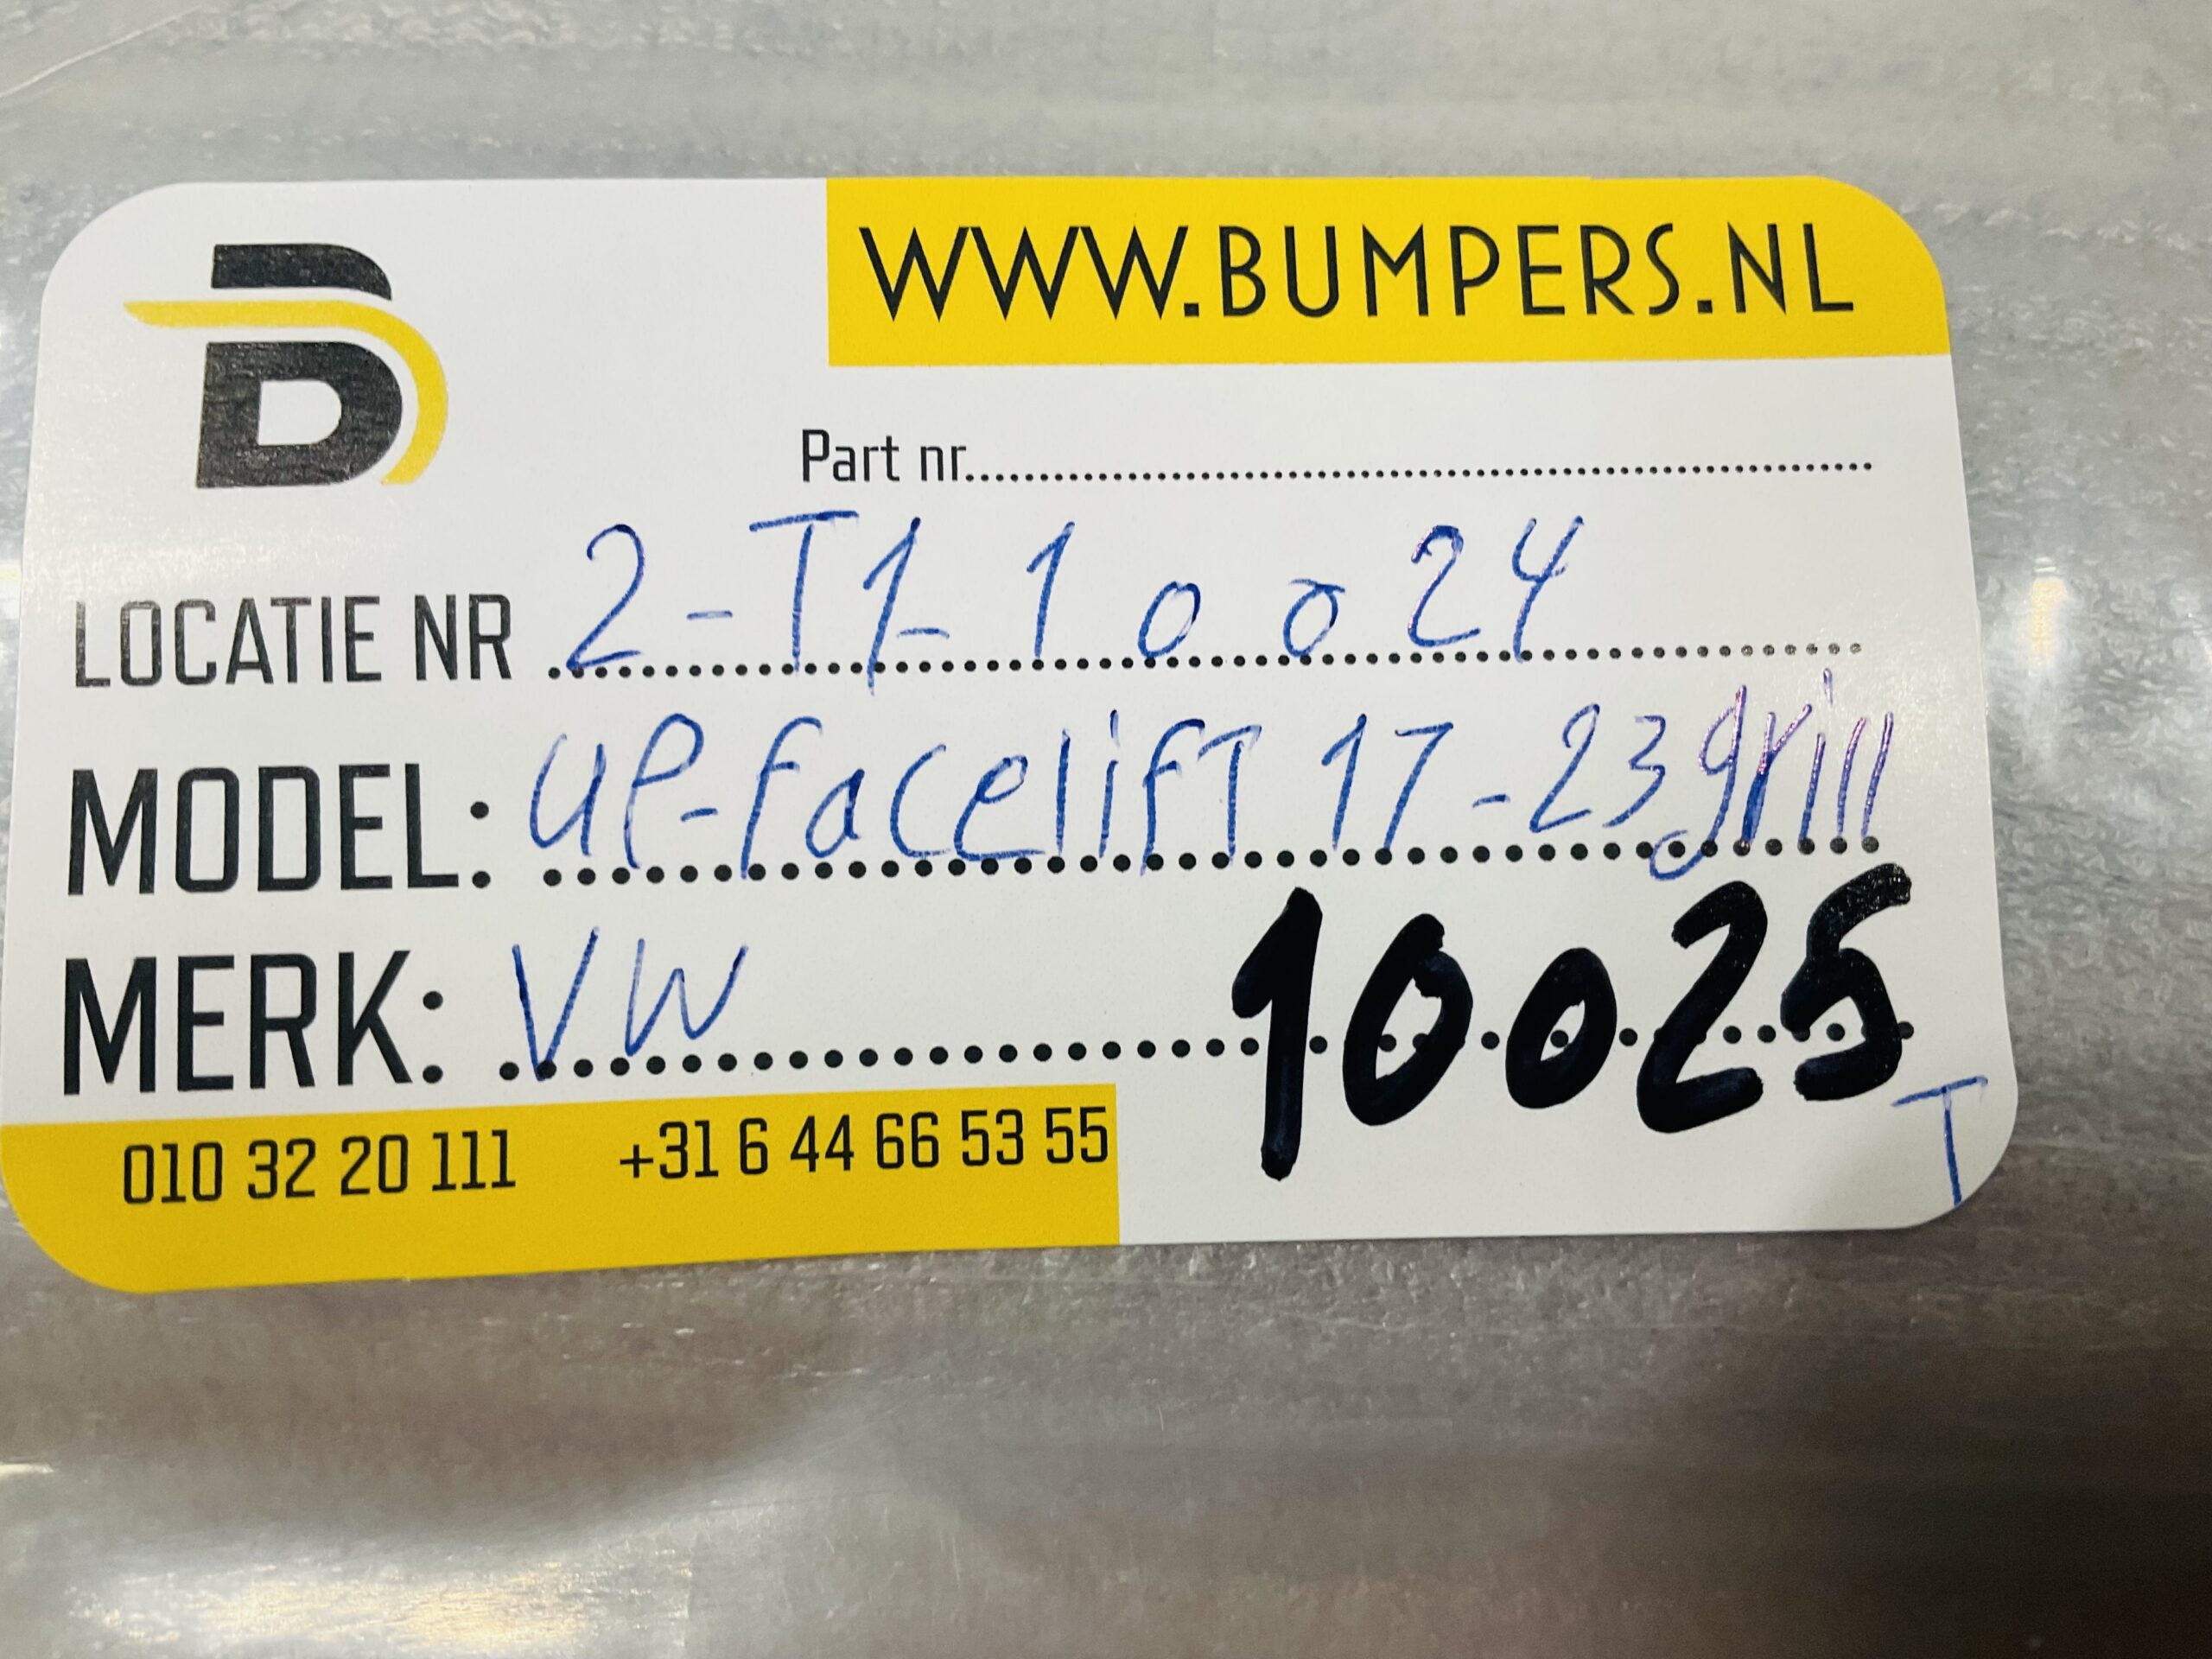 B
WWW.BUMPERS.NL
Part nr.........................................
LOCATIE NR 2-T1-10024
MODEL: UP-facelifT 17-23 grill
MERK: VW
10025
T
010 32 20 111 +31 6 44 66 53 55